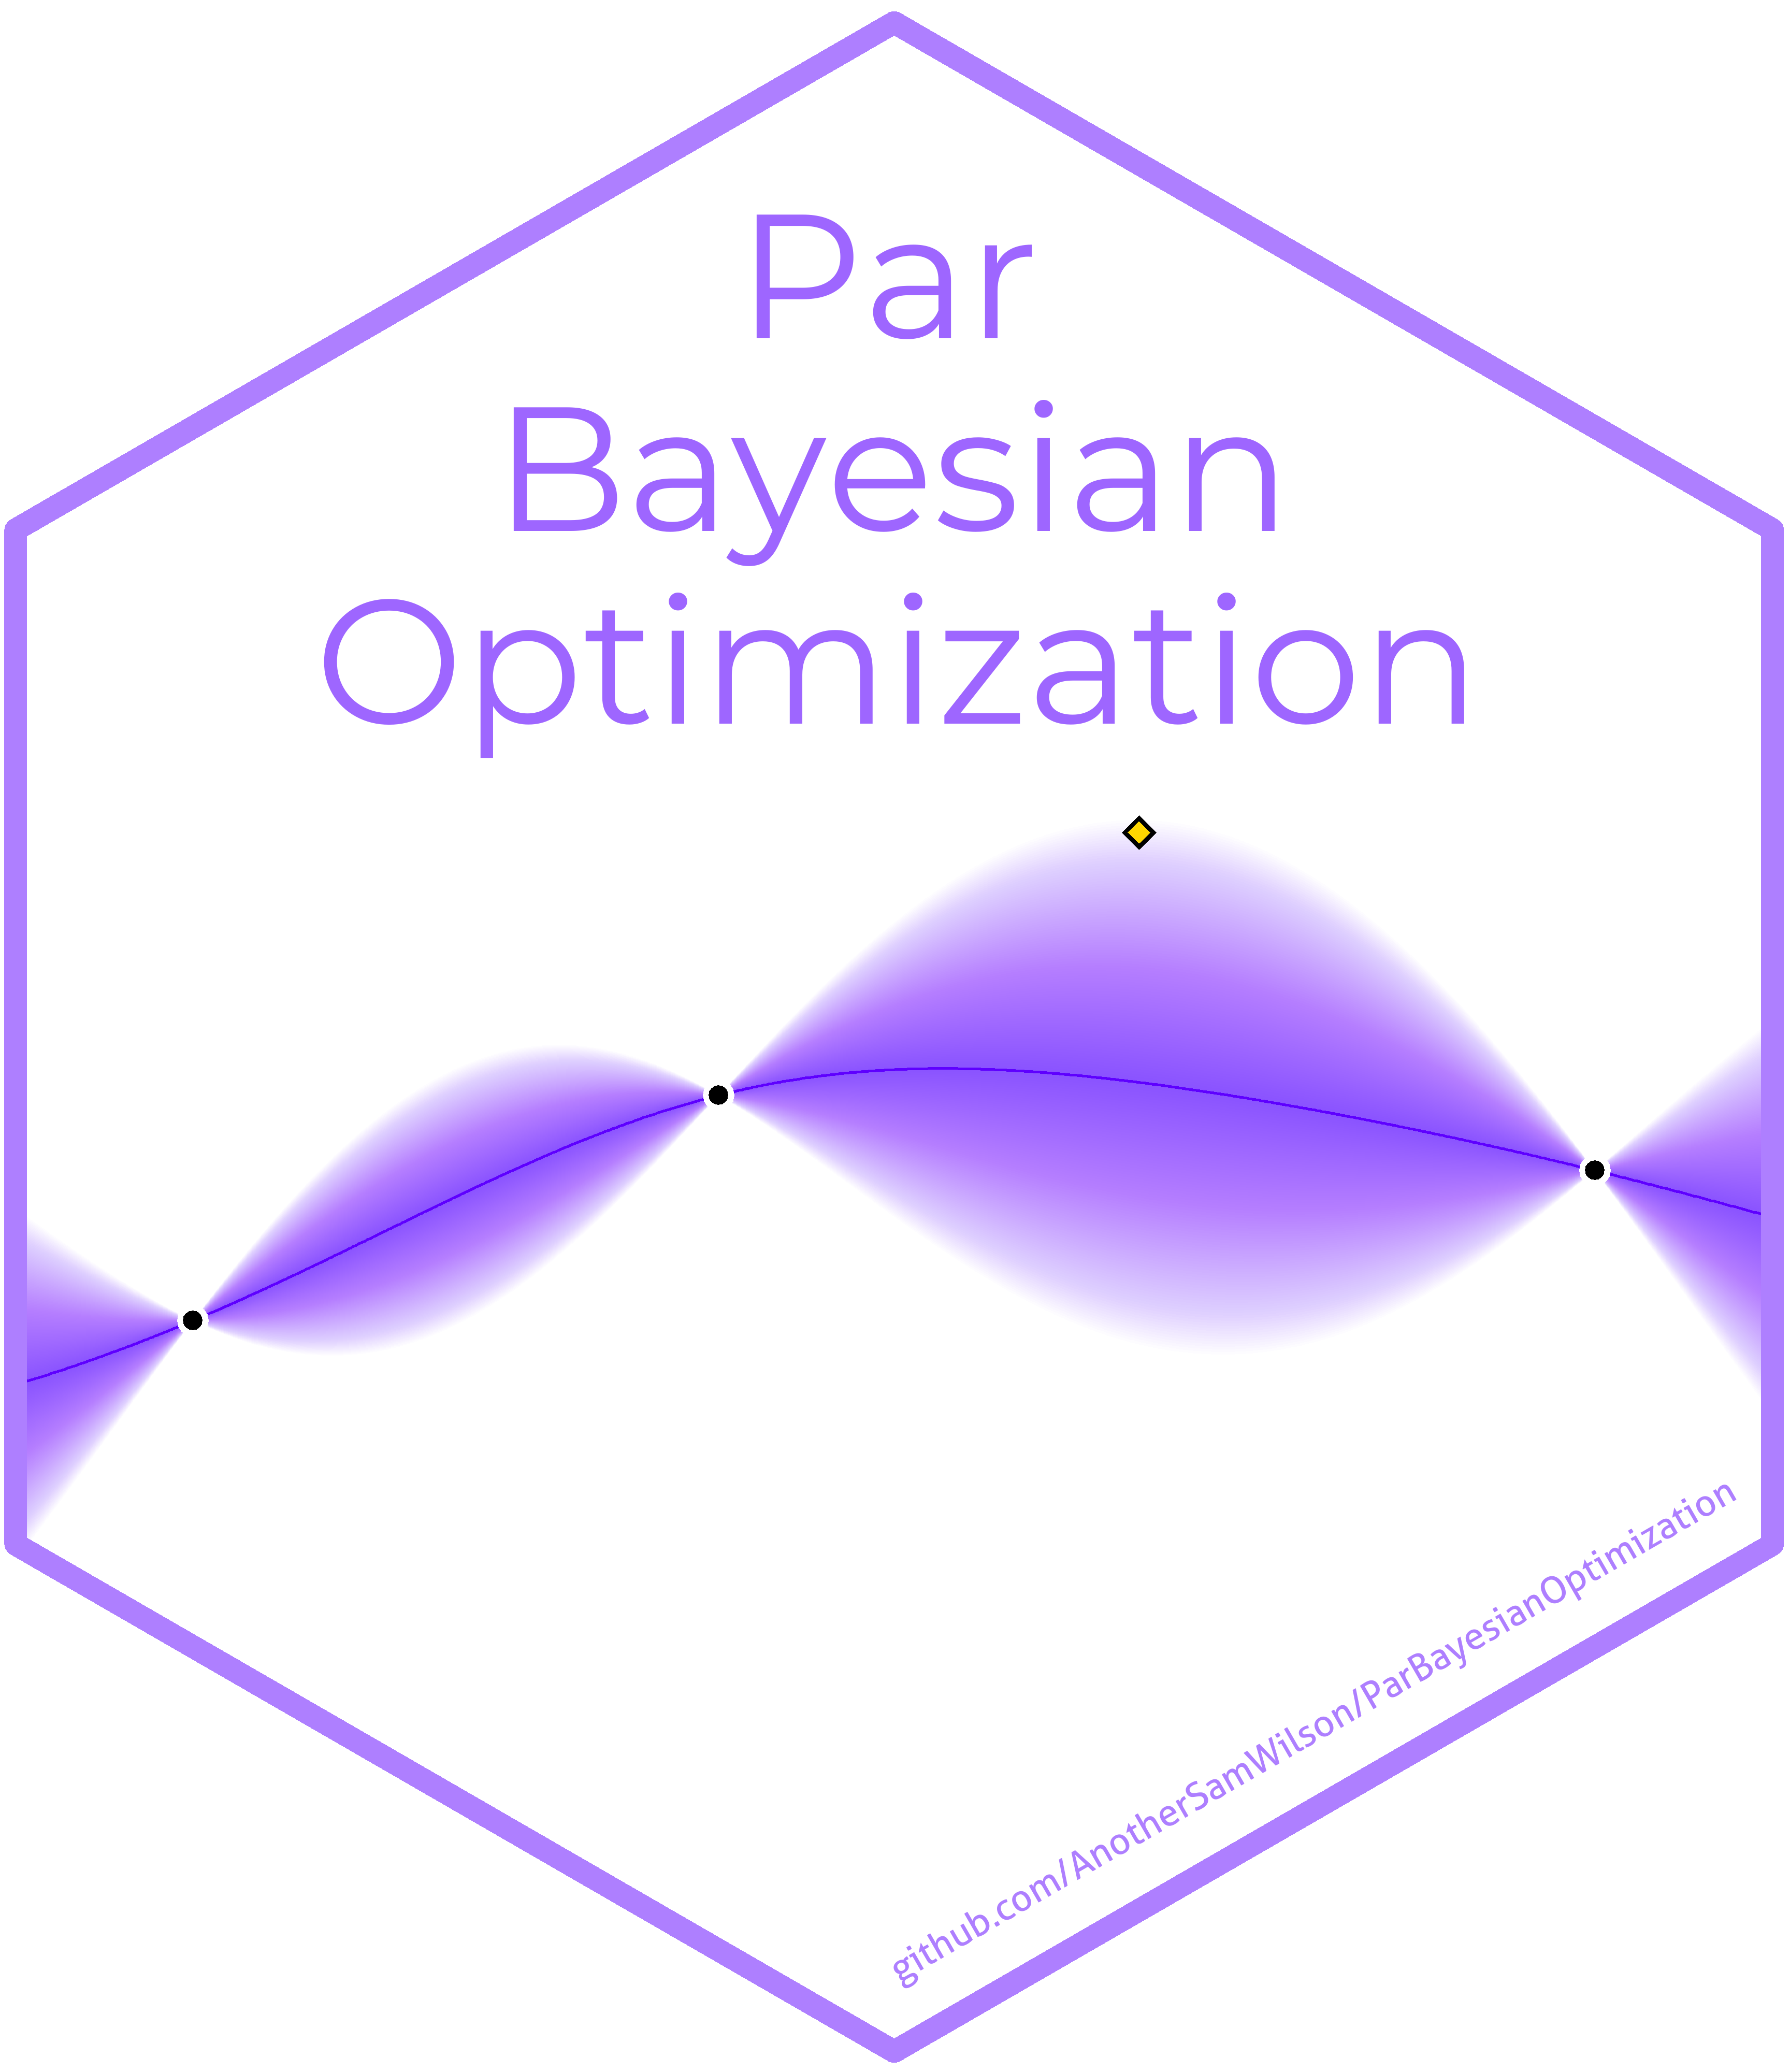 Par
Bayesian
Optimization
github.com/AnotherSamWilson/ParBayesianOptimization